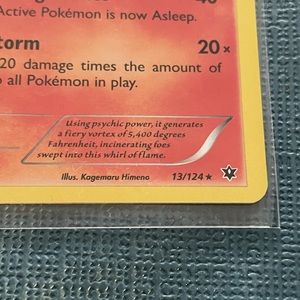 40
Active Pokémon is now Asleep.
torm 20×
20 damage times the amount of
all Pokémon in play.
Using psychic power, it generates
a fiery vortex of 5,400 degrees
Fahrenheit, incinerating foes
swept into this whirl of flame.
Illus. Kagemaru Himeno 13/124★